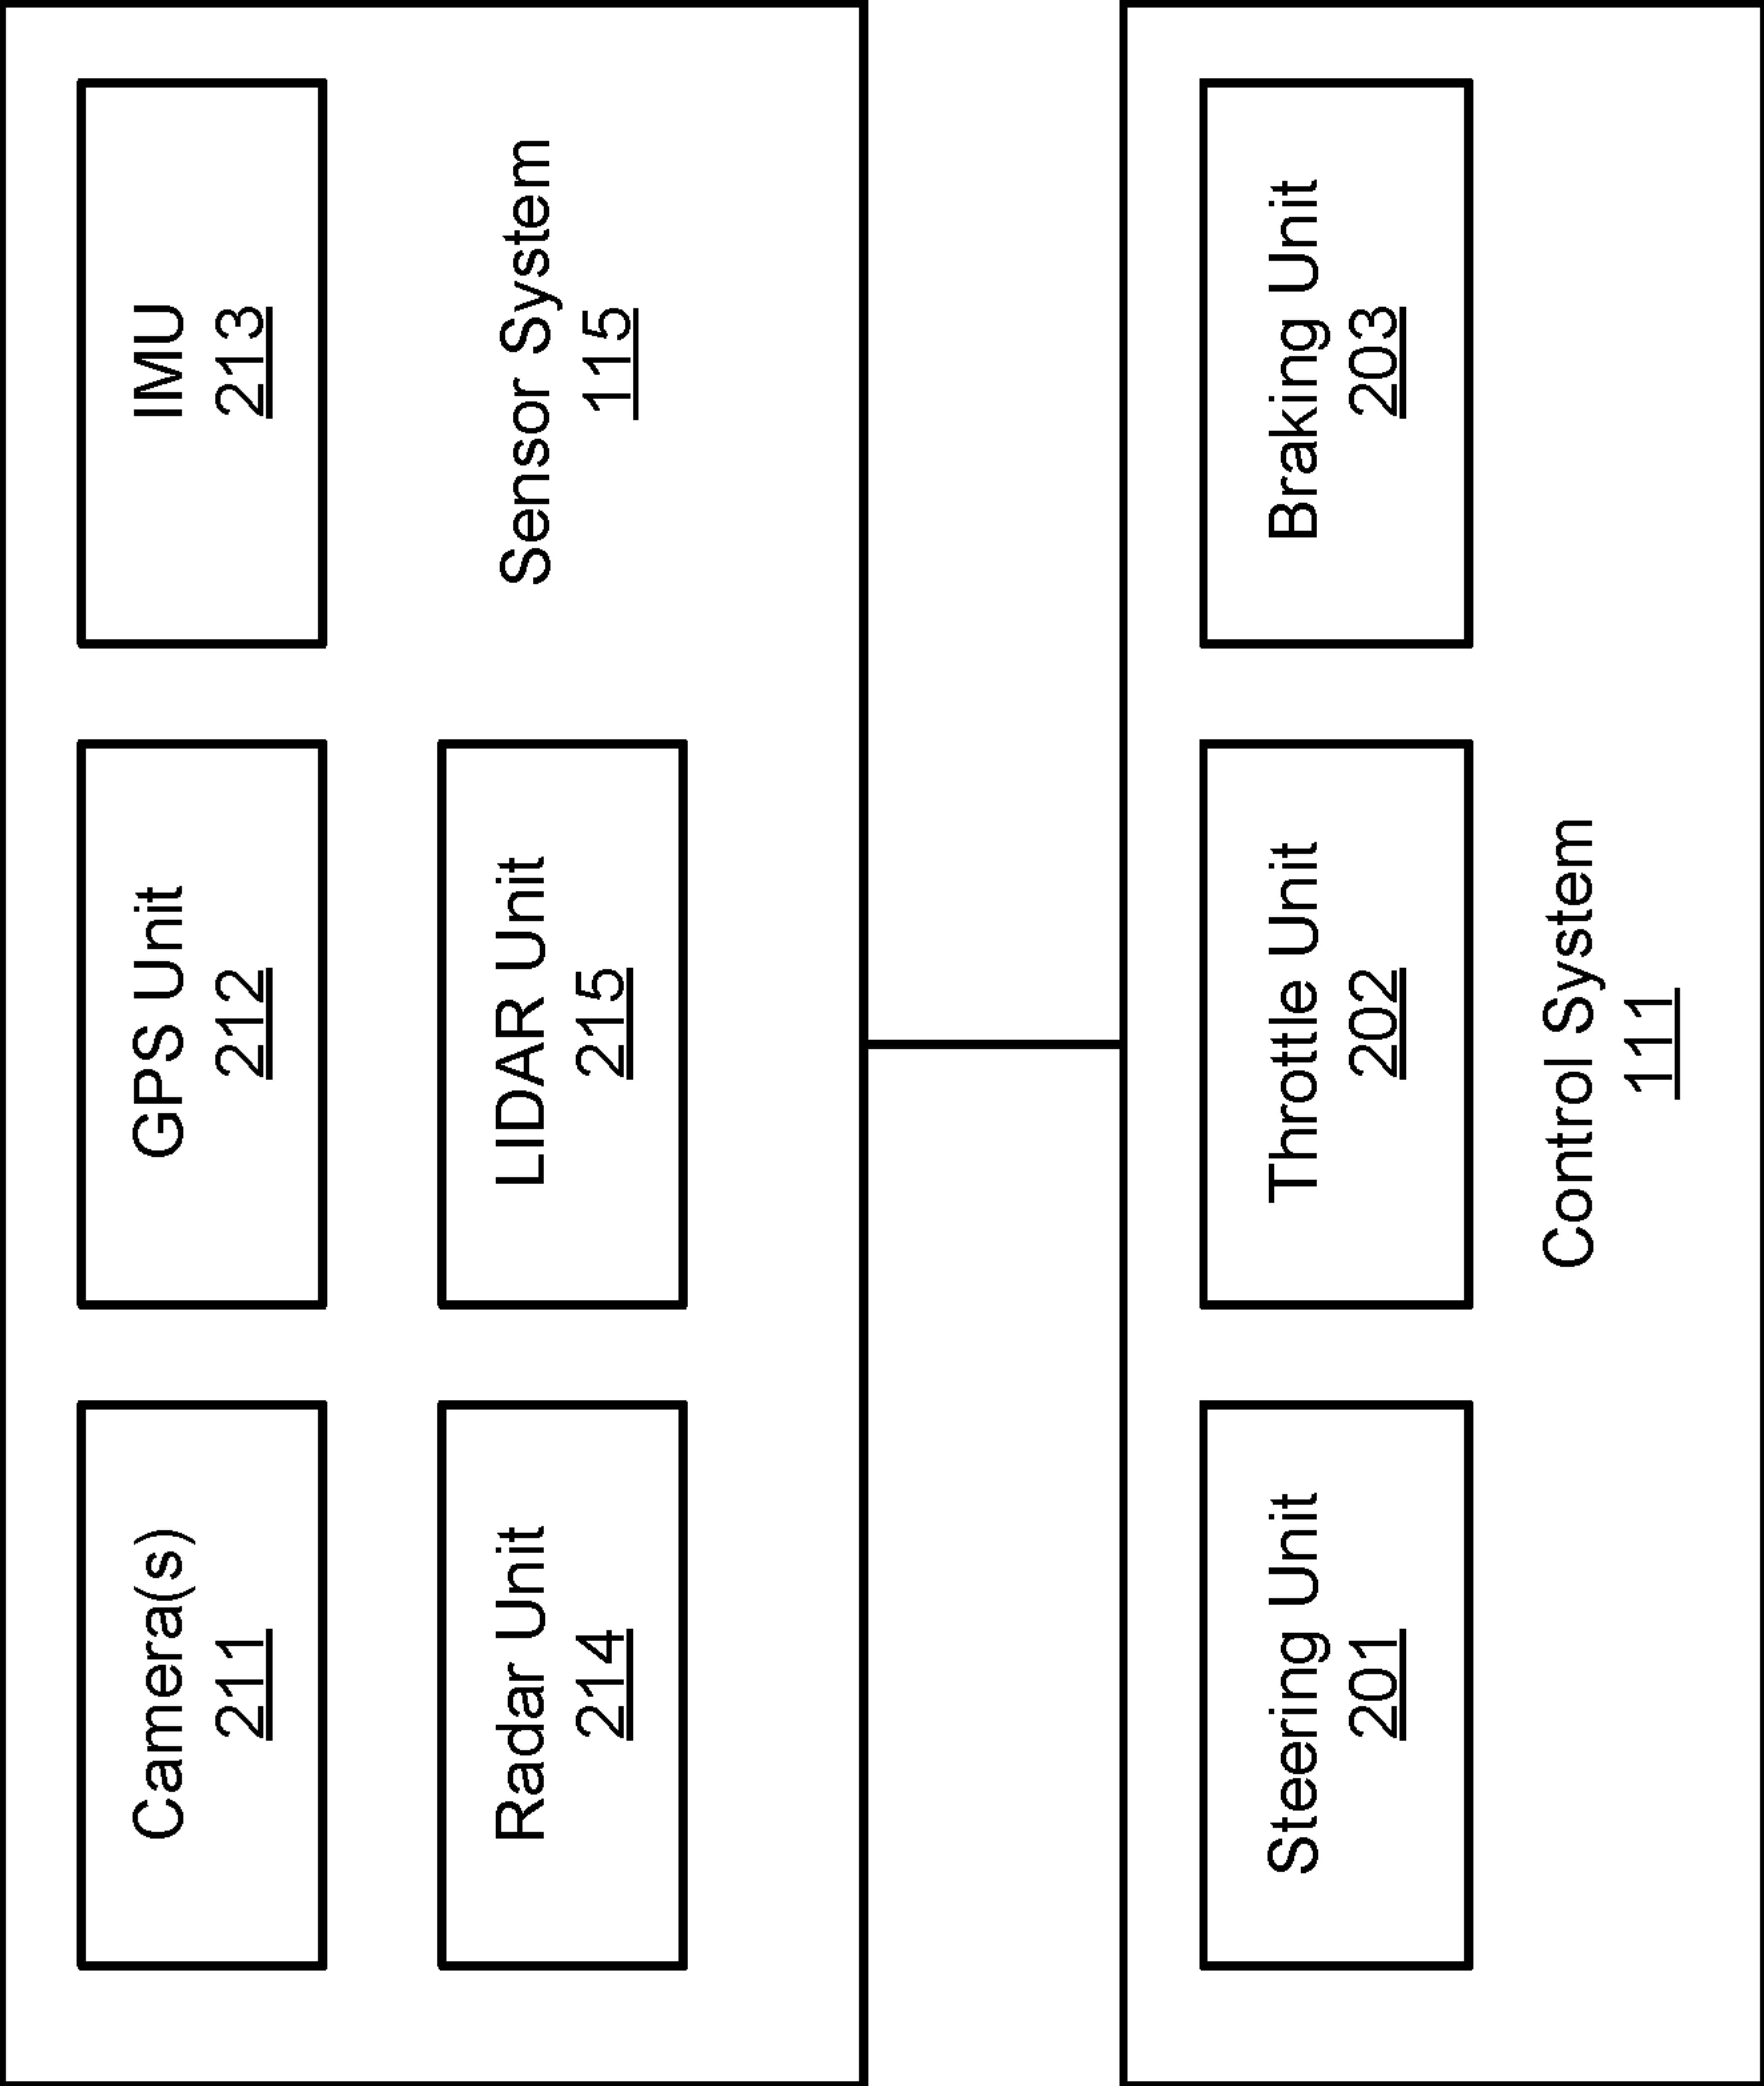 Camera(s)
211
GPS Unit
212
IMU
213
Radar Unit
214
LIDAR Unit
215
Sensor System
115
Steering Unit
201
Throttle Unit
202
Braking Unit
203
Control System
111